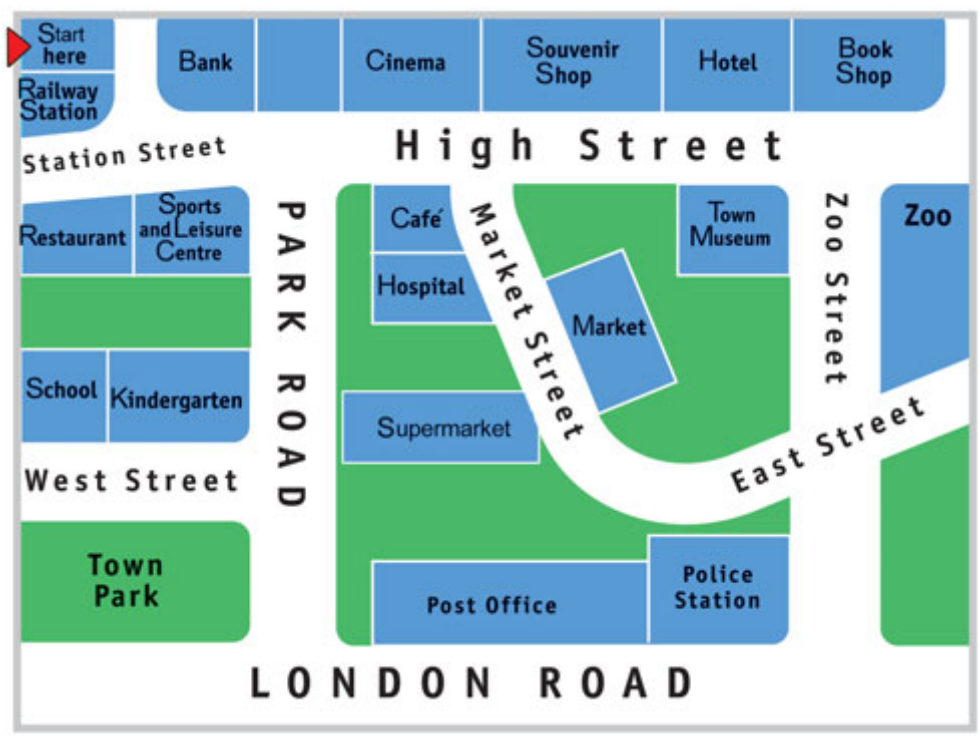 Start
here
Railway
Station
Bank
Cinema
Souvenir
Shop
Hotel
Book
Shop
Station Street
High Street
Restaurant
Sports
and Leisure
Centre
PARK ROAD
Café
Hospital
Market Street
Market
Town
Museum
Zoo Street
Zoo
School
Kindergarten
Supermarket
West Street
East Street
Town
Park
Post Office
Police
Station
LONDON ROAD